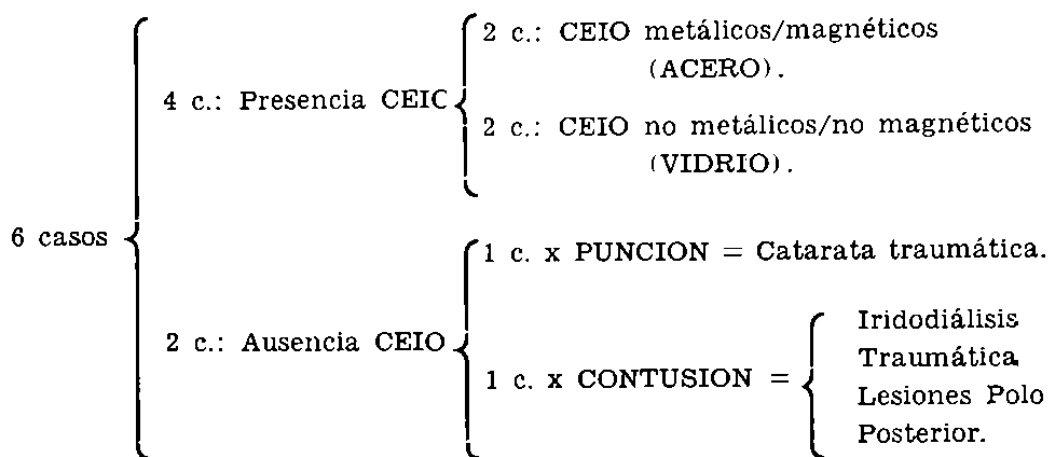 2 c.: CEIO metálicos/magnéticos
(ACERO).
4 c.: Presencia CEIC
2 c.: CEIO no metálicos/no magnéticos
(VIDRIO).
6 casos
1 c. x PUNCION = Catarata traumática.
2 c.: Ausencia CEIO
1 c. x CONTUSION =
Iridodiálisis
Traumática
Lesiones Polo
Posterior.